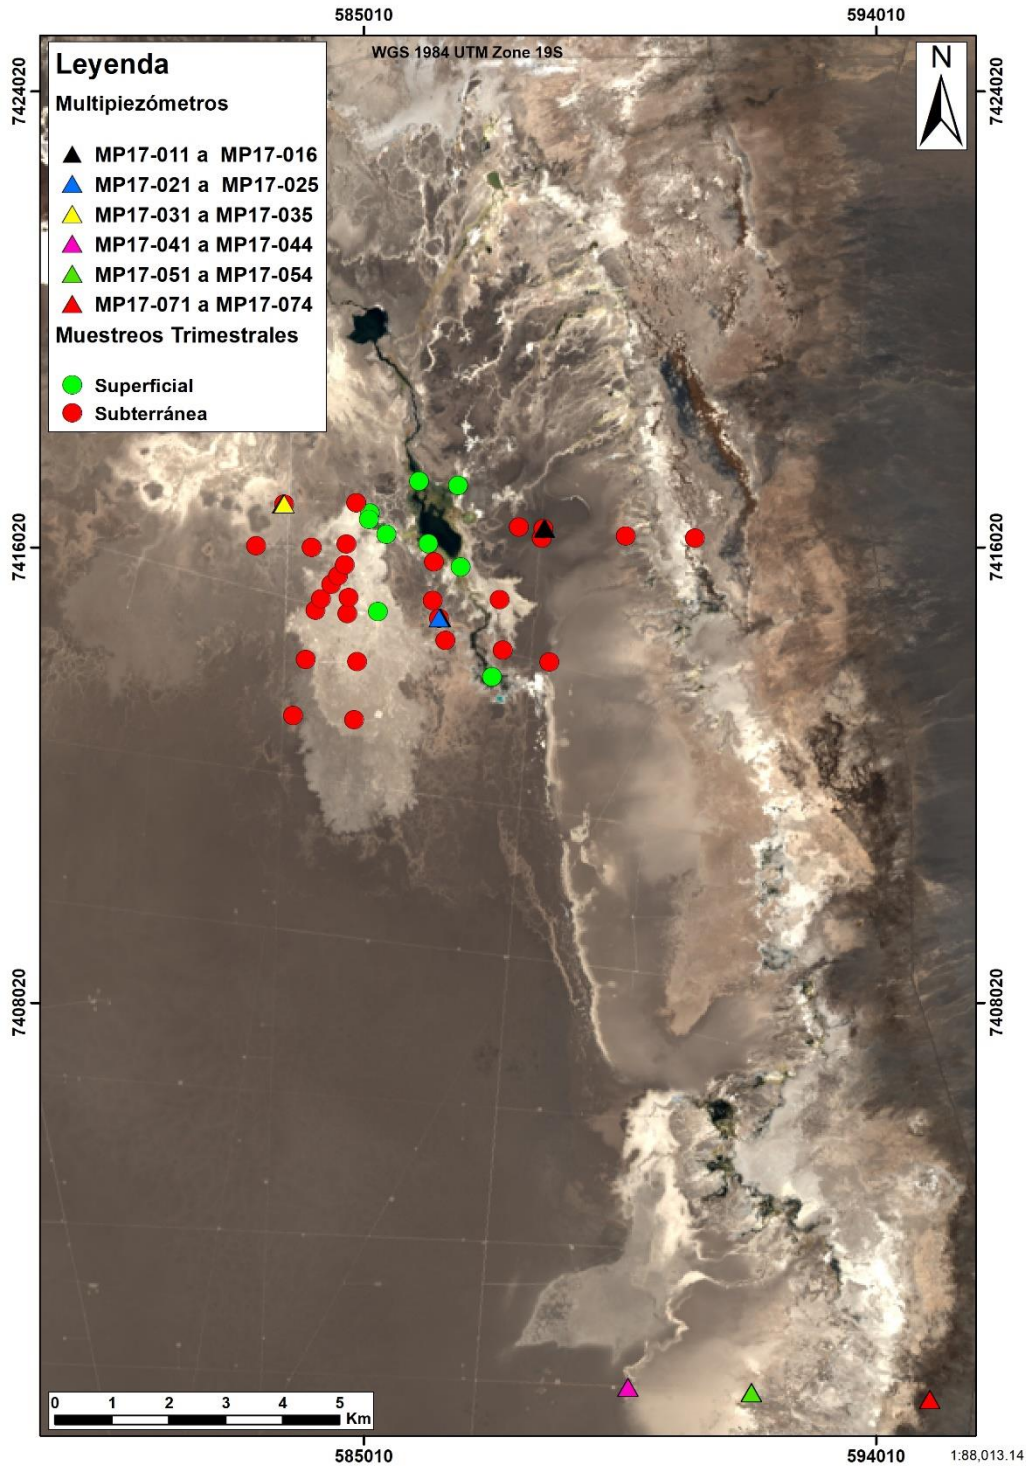 585010
594010
WGS 1984 UTM Zone 19S
N
7424020
7424020
Leyenda
Multipiezómetros
MP17-011 a MP17-016
MP17-021 a MP17-025
MP17-031 a MP17-035
MP17-041 a MP17-044
MP17-051 a MP17-054
MP17-071 a MP17-074
Muestreos Trimestrales
Superficial
Subterránea
7416020
7416020
7408020
7408020
0 1 2 3 4 5
Km
585010
594010
1:88,013.14